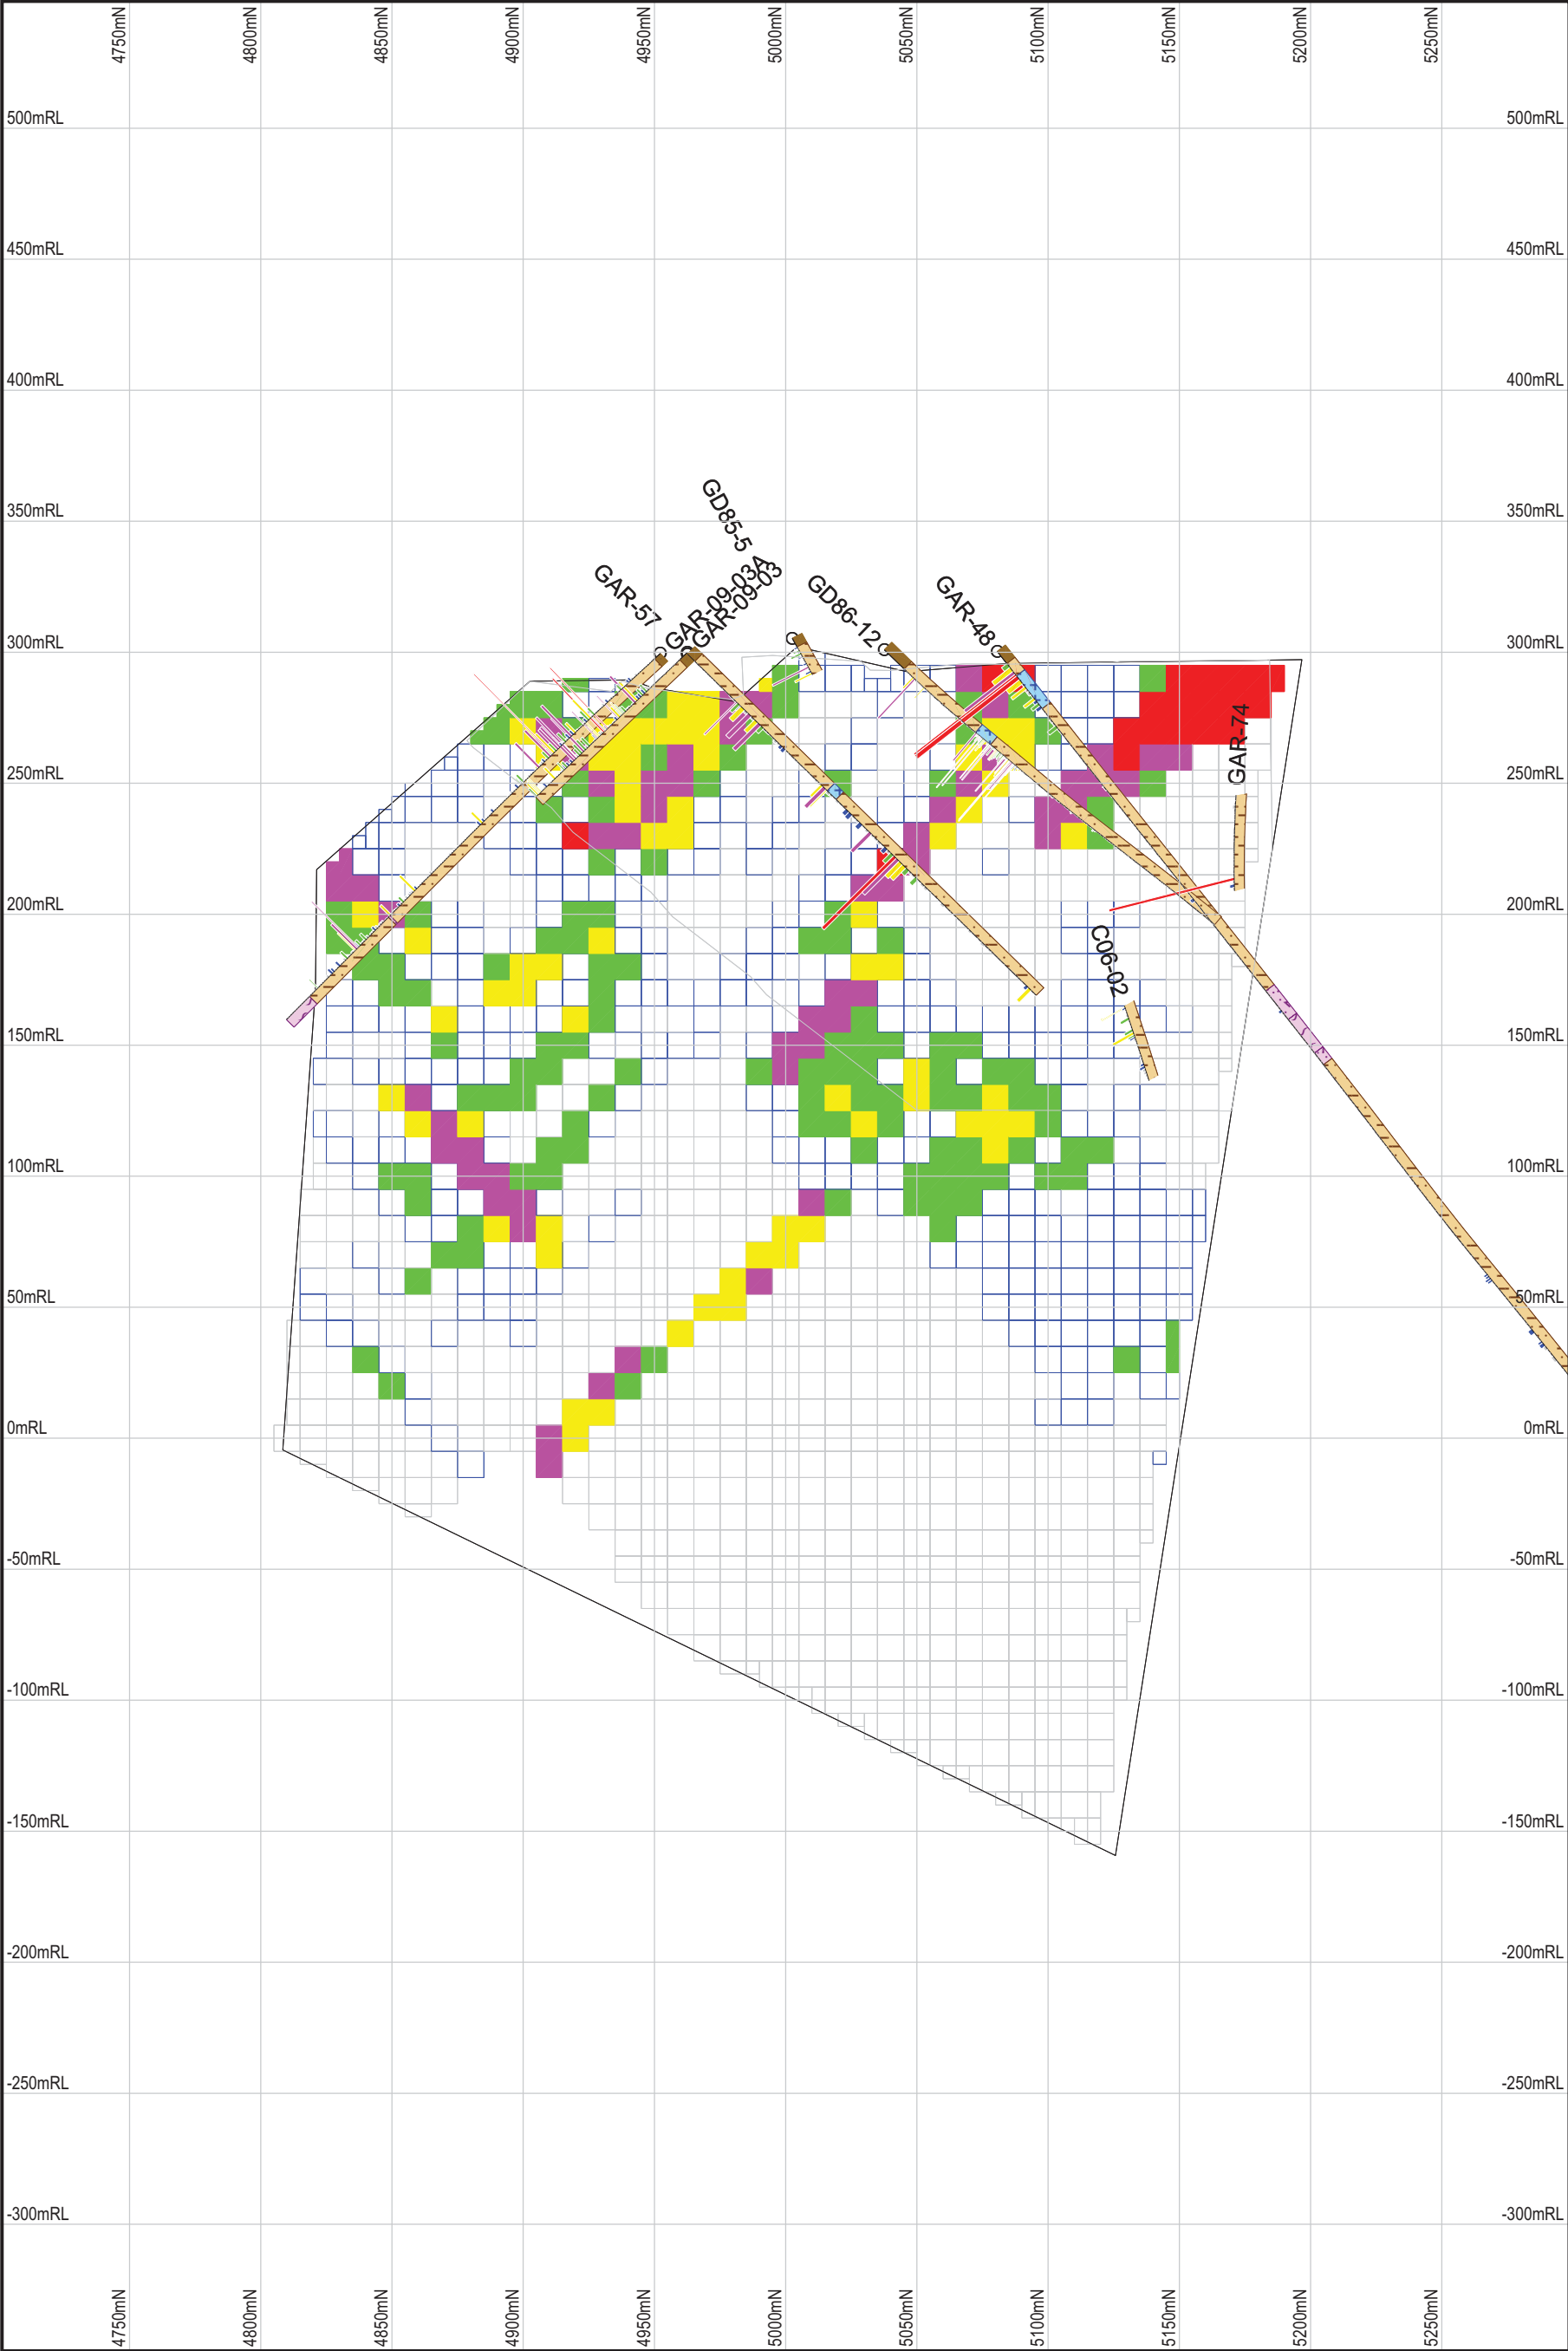 4750mN 4800mN 4850mN 4900mN 4950mN 5000mN 5050mN 5100mN 5150mN 5200mN 5250mN
500mRL 500mRL
450mRL 450mRL
400mRL 400mRL
350mRL 350mRL
GD85-5
GAR-57
GAR-09-03A
GAR-09-03
GD86-12
GAR-48
300mRL 300mRL
GAR-74
250mRL 250mRL
200mRL 200mRL
C06-02
150mRL 150mRL
100mRL 100mRL
50mRL 50mRL
0mRL 0mRL
-50mRL -50mRL
-100mRL -100mRL
-150mRL -150mRL
-200mRL -200mRL
-250mRL -250mRL
-300mRL -300mRL
4750mN 4800mN 4850mN 4900mN 4950mN 5000mN 5050mN 5100mN 5150mN 5200mN 5250mN